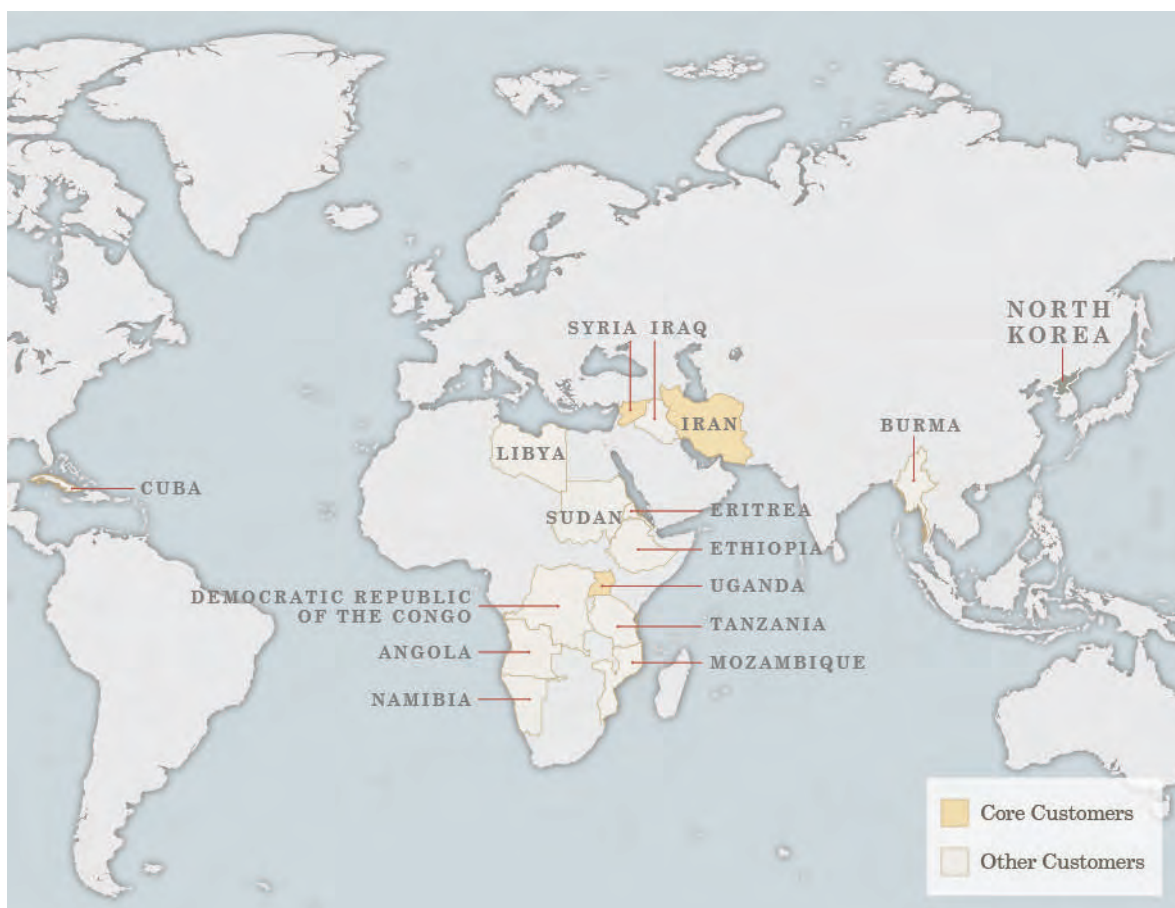 NORTH
KOREA
SYRIA
IRAQ
IRAN
BURMA
LIBYA
CUBA
SUDAN
ERITREA
ETHIOPIA
UGANDA
DEMOCRATIC REPUBLIC
OF THE CONGO
TANZANIA
ANGOLA
MOZAMBIQUE
NAMIBIA
Core Customers
Other Customers